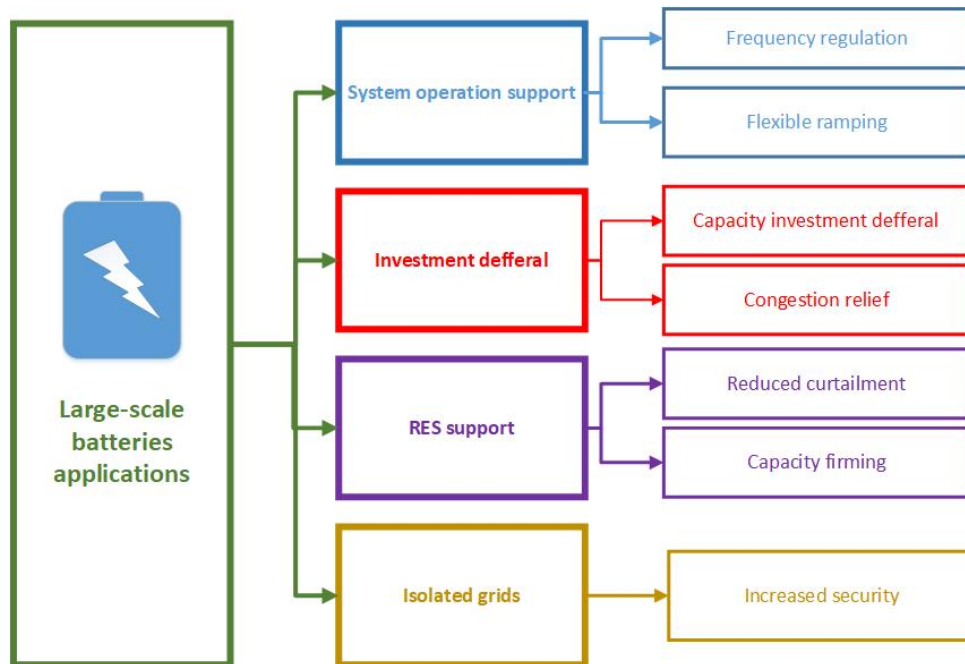 Large-scale
batteries
applications
System operation support
Frequency regulation
Flexible ramping
Investment defferal
Capacity investment defferal
Congestion relief
RES support
Reduced curtailment
Capacity firming
Isolated grids
Increased security